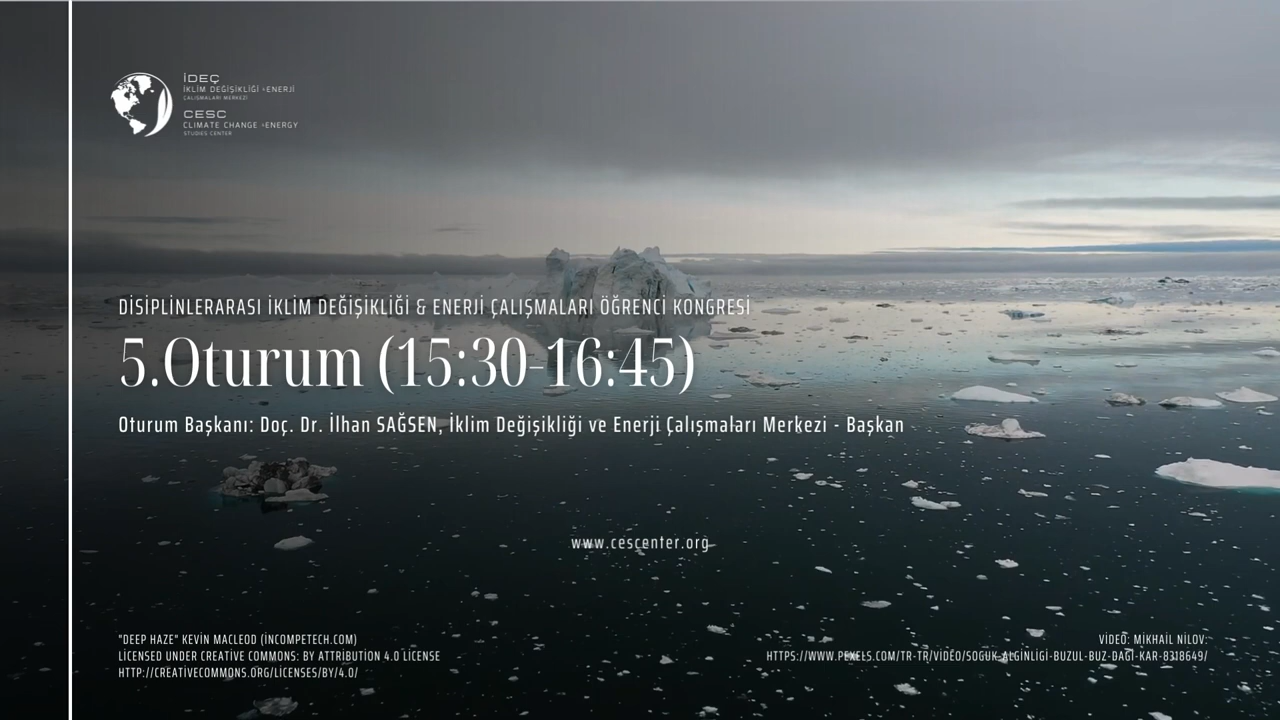 İDEÇ
İKLİM DEĞİŞİKLİĞİ VE ENERJİ
ÇALIŞMALARI MERKEZİ
CESC
CLIMATE CHANGE AND ENERGY
STUDIES CENTER
DİSİPLİNLERARASI İKLİM DEĞİŞİKLİĞİ & ENERJİ ÇALIŞMALARI ÖĞRENCİ KONGRESİ
5.Oturum (15:30-16:45)
Oturum Başkanı: Doç. Dr. İlhan SAĞSEN, İklim Değişikliği ve Enerji Çalışmaları Merkezi - Başkan
www.cescenter.org
"DEEP HAZE" KEVİN MACLEOD (İNCOMPETECH.COM)
LİCENSED UNDER CREATİVE COMMONS: BY ATTRİBUTİON 4.0 LİCENSE
HTTP://CREATİVECOMMONS.ORG/LİCENSES/BY/4.0/
VİDEO: MİKHAİL NİLOV:
HTTPS://WWW.PEXELS.COM/TR-TR/VİDEO/SOGUK-ALGİNLİGİ-BUZUL-BUZ-DAGİ-KAR-8318649/